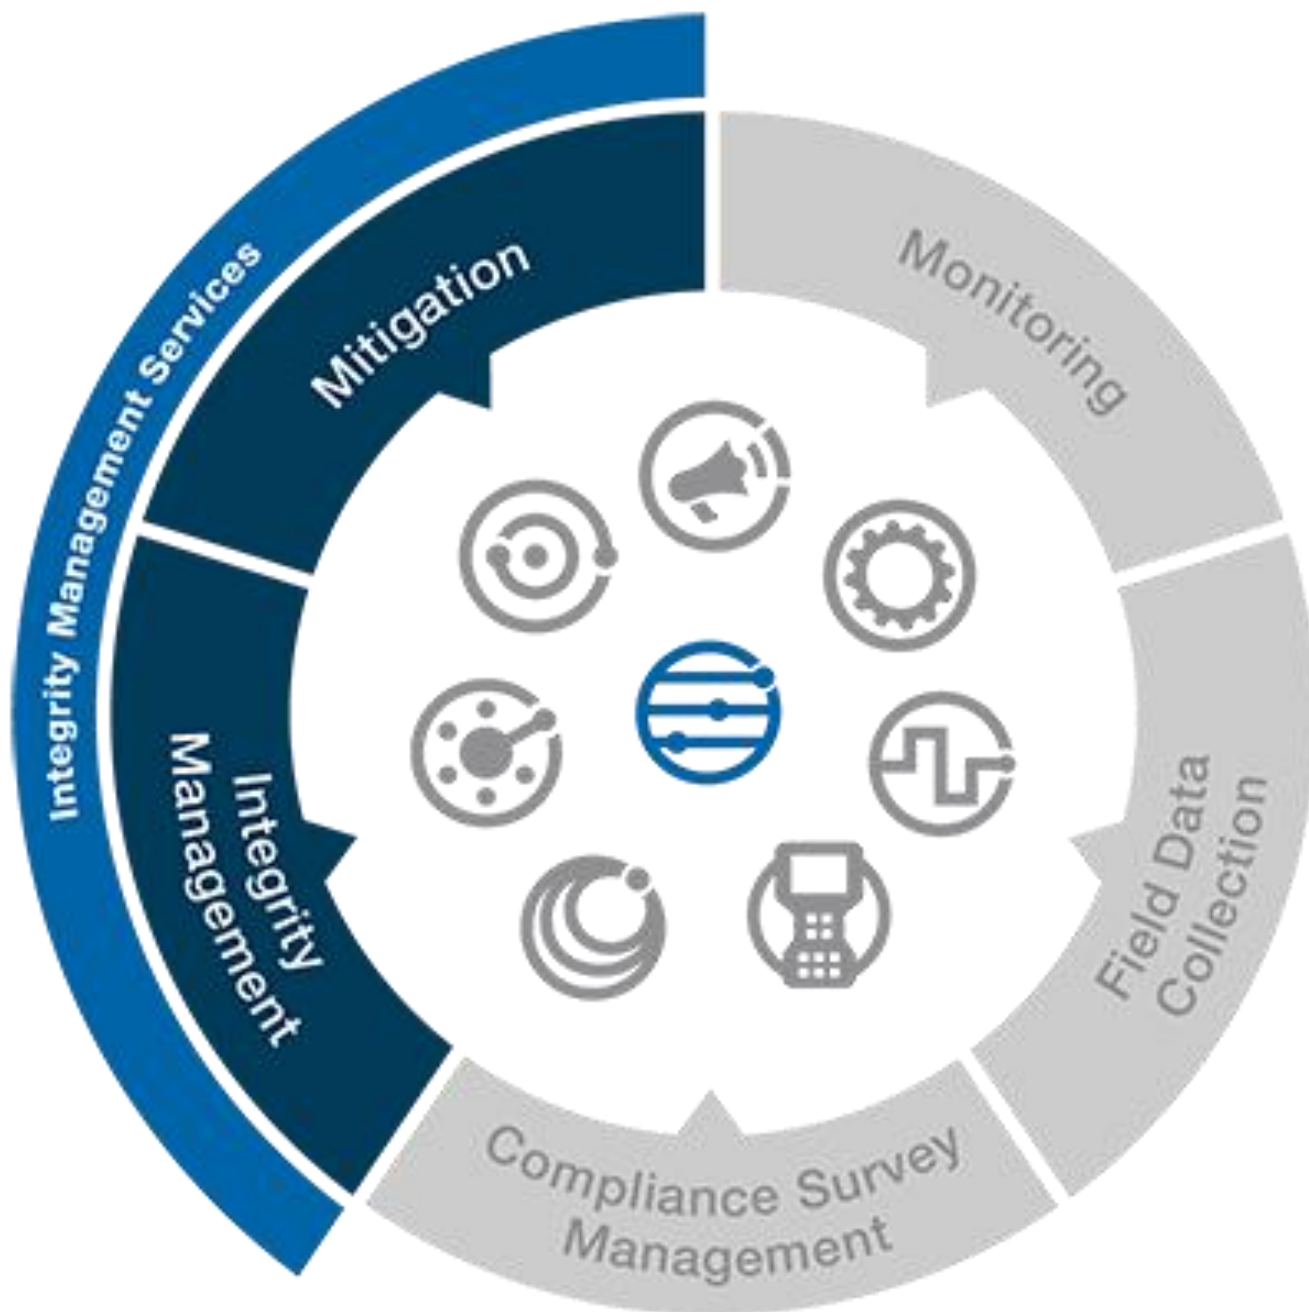 Integrity Management Services
Mitigation
Monitoring
Integrity
Management
Field Data
Collection
Compliance Survey
Management